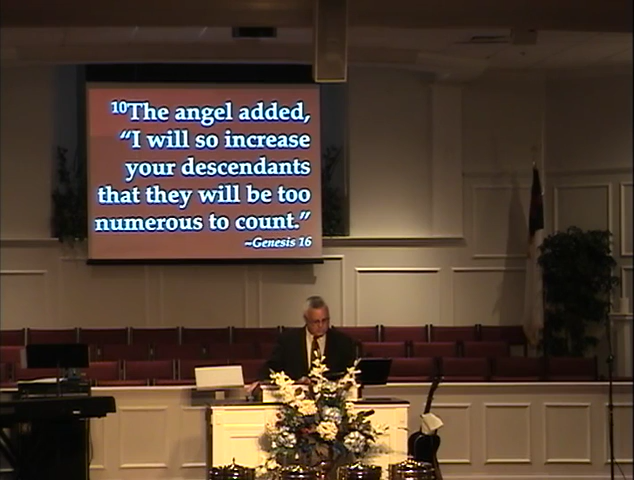 ¹⁰The angel added,
“I will so increase
your descendants
that they will be too
numerous to count.”
~Genesis 16